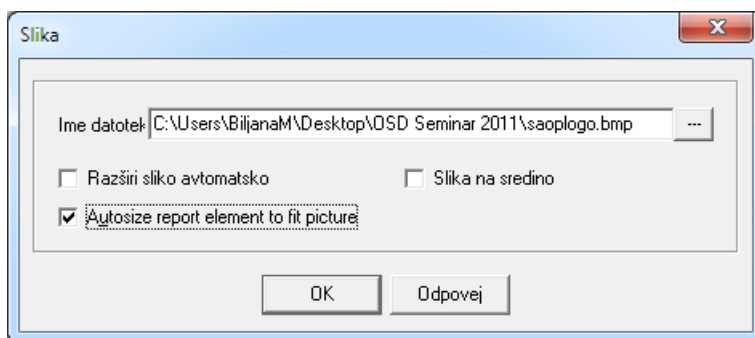 Slika
Ime datotek C:\Users\BiljanaM\Desktop\OSD Seminar 2011\saoplogo.bmp ...
Razširi sliko avtomatsko Slika na sredino
Autosize report element to fit picture
OK Odpovej